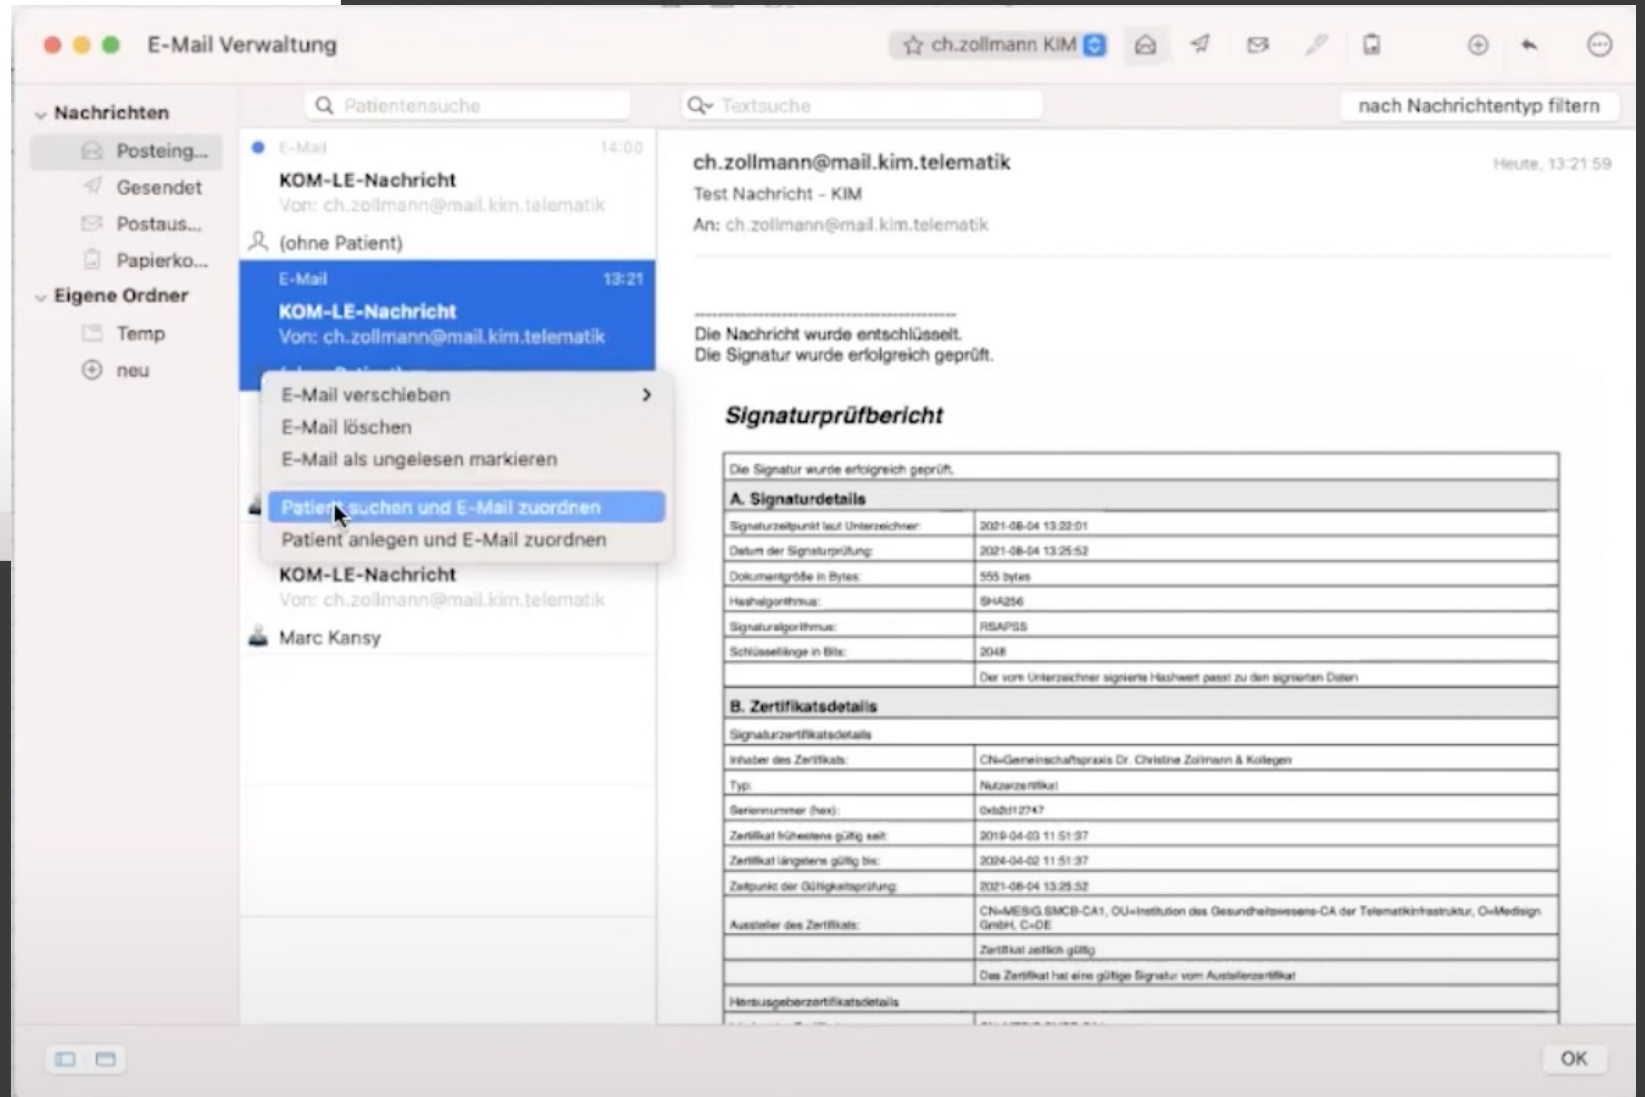 E-Mail Verwaltung
ch.zollmann KIM
Nachrichten
Posteing...
Gesendet
Postaus...
Papierko...
Eigene Ordner
Temp
neu
Patientensuche
Textsuche
nach Nachrichtentyp filtern
E-Mail 14:00
KOM-LE-Nachricht
Von: ch.zollmann@mail.kim.telematik
(ohne Patient)
E-Mail 13:21
KOM-LE-Nachricht
Von: ch.zollmann@mail.kim.telematik
E-Mail verschieben
E-Mail löschen
E-Mail als ungelesen markieren
Patient suchen und E-Mail zuordnen
Patient anlegen und E-Mail zuordnen
KOM-LE-Nachricht
Von: ch.zollmann@mail.kim.telematik
Marc Kansy
ch.zollmann@mail.kim.telematik Heute, 13:21:59
Test Nachricht - KIM
An: ch.zollmann@mail.kim.telematik
Die Nachricht wurde entschlüsselt.
Die Signatur wurde erfolgreich geprüft.
Signaturprüfbericht
Die Signatur wurde erfolgreich geprüft.
A. Signaturdetails
Signaturzeitpunkt laut Unterzeichner: 2021-08-04 13:22:01
Datum der Signaturprüfung: 2021-08-04 13:25:52
Dokumentgröße in Bytes: 555 bytes
Hashalgorithmus: SHA256
Signaturalgorithmus: RSAPSS
Schlüssellänge in Bits: 2048
Der vom Unterzeichner signierte Hashwert passt zu den signierten Daten
B. Zertifikatsdetails
Signaturzertifikatsdetails
Inhaber des Zertifikats: CN=Gemeinschaftspraxis Dr. Christine Zollmann & Kollegen
Typ: Nutzerzertifikat
Seriennummer (hex):
Zertifikat frühestens gültig seit: 2019-04-03 11:51:37
Zertifikat längstens gültig bis: 2024-04-02 11:51:37
Zeitpunkt der Gültigkeitsprüfung: 2021-08-04 13:25:52
Aussteller des Zertifikats: CN=MESIG.SMCB-CA1, OU=Institution des Gesundheitswesens-CA der Telematikinfrastruktur, O=Medisign
GmbH, C=DE
Zertifikat zeitlich gültig
Das Zertifikat hat eine gültige Signatur vom Austellerzertifikat
Herausgeberzertifikatsdetails
OK